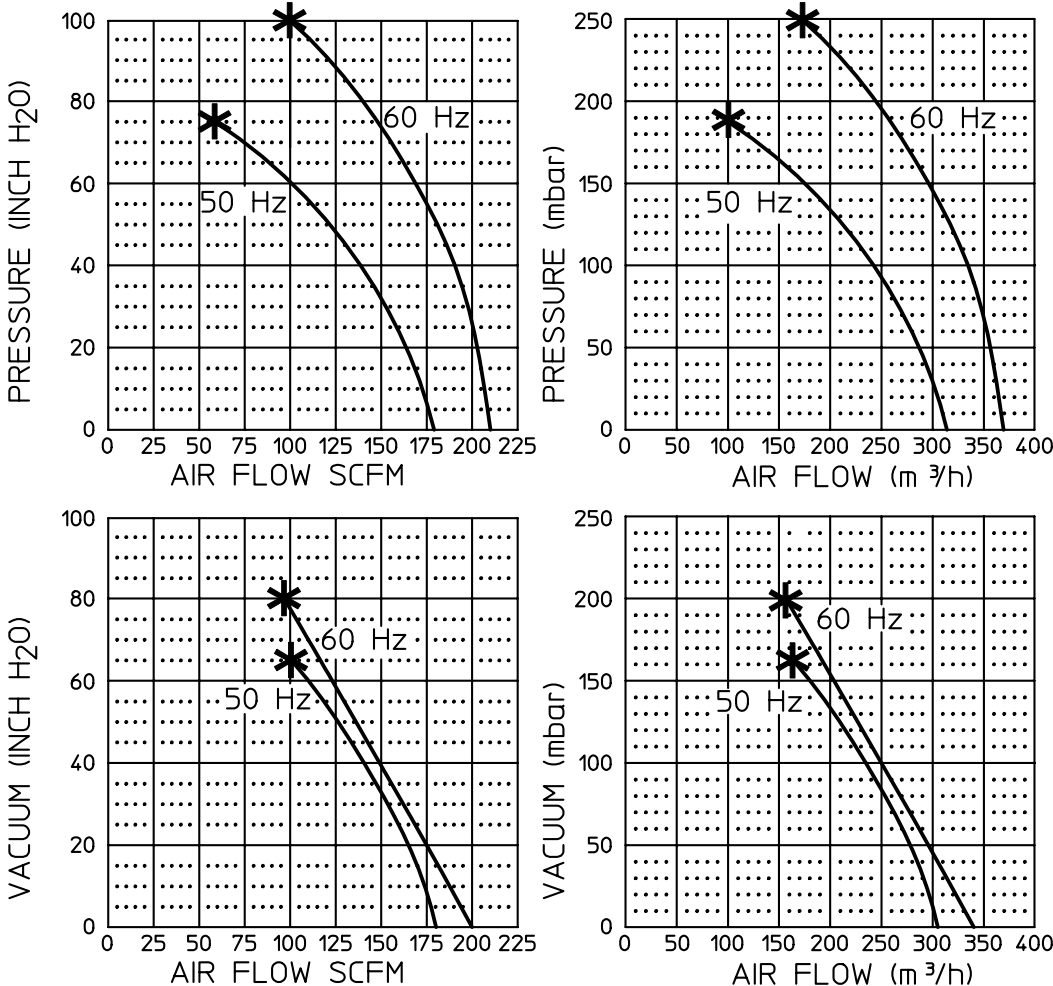 PRESSURE (INCH H2O)
100
80
60
40
20
0
60 Hz
50 Hz
0 25 50 75 100 125 150 175 200 225
AIR FLOW SCFM
PRESSURE (mbar)
250
200
150
100
50
0
60 Hz
50 Hz
0 50 100 150 200 250 300 350 400
AIR FLOW (m³/h)
VACUUM (INCH H2O)
100
80
60
40
20
0
60 Hz
50 Hz
0 25 50 75 100 125 150 175 200 225
AIR FLOW SCFM
VACUUM (mbar)
250
200
150
100
50
0
60 Hz
50 Hz
0 50 100 150 200 250 300 350 400
AIR FLOW (m³/h)